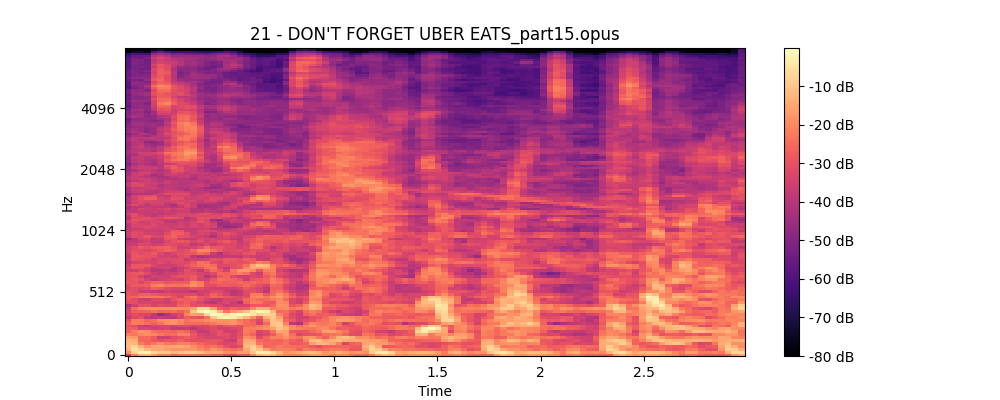 21 - DON'T FORGET UBER EATS_part15.opus
4096
2048
1024
512
0
Hz
0
0.5
1
1.5
2
2.5
Time
-10 dB
-20 dB
-30 dB
-40 dB
-50 dB
-60 dB
-70 dB
-80 dB